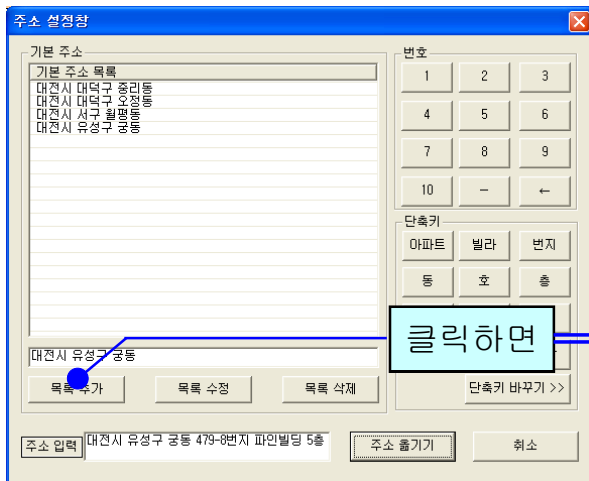 주소 설정창
기본 주소
기본 주소 목록
대전시 대덕구 중리동
대전시 대덕구 오정동
대전시 서구 월평동
대전시 유성구 궁동
대전시 유성구 궁동
목록 추가
목록 수정
목록 삭제
번호
1 2 3
4 5 6
7 8 9
10 - ←
단축키
아파트 빌라 번지
동 호 층
클릭하면
단축키 바꾸기 >>
주소 입력
대전시 유성구 궁동 479-8번지 파인빌딩 5층
주소 옮기기
취소